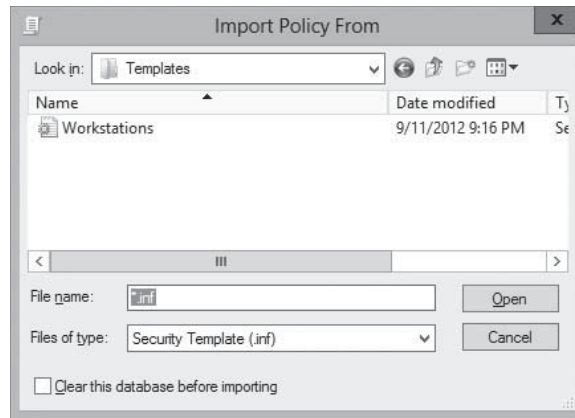 Import Policy From
x
Look in: Templates
Name Date modified Ty
Workstations 9/11/2012 9:16 PM Se
File name: *.inf Open
Files of type: Security Template (.inf) Cancel
Clear this database before importing